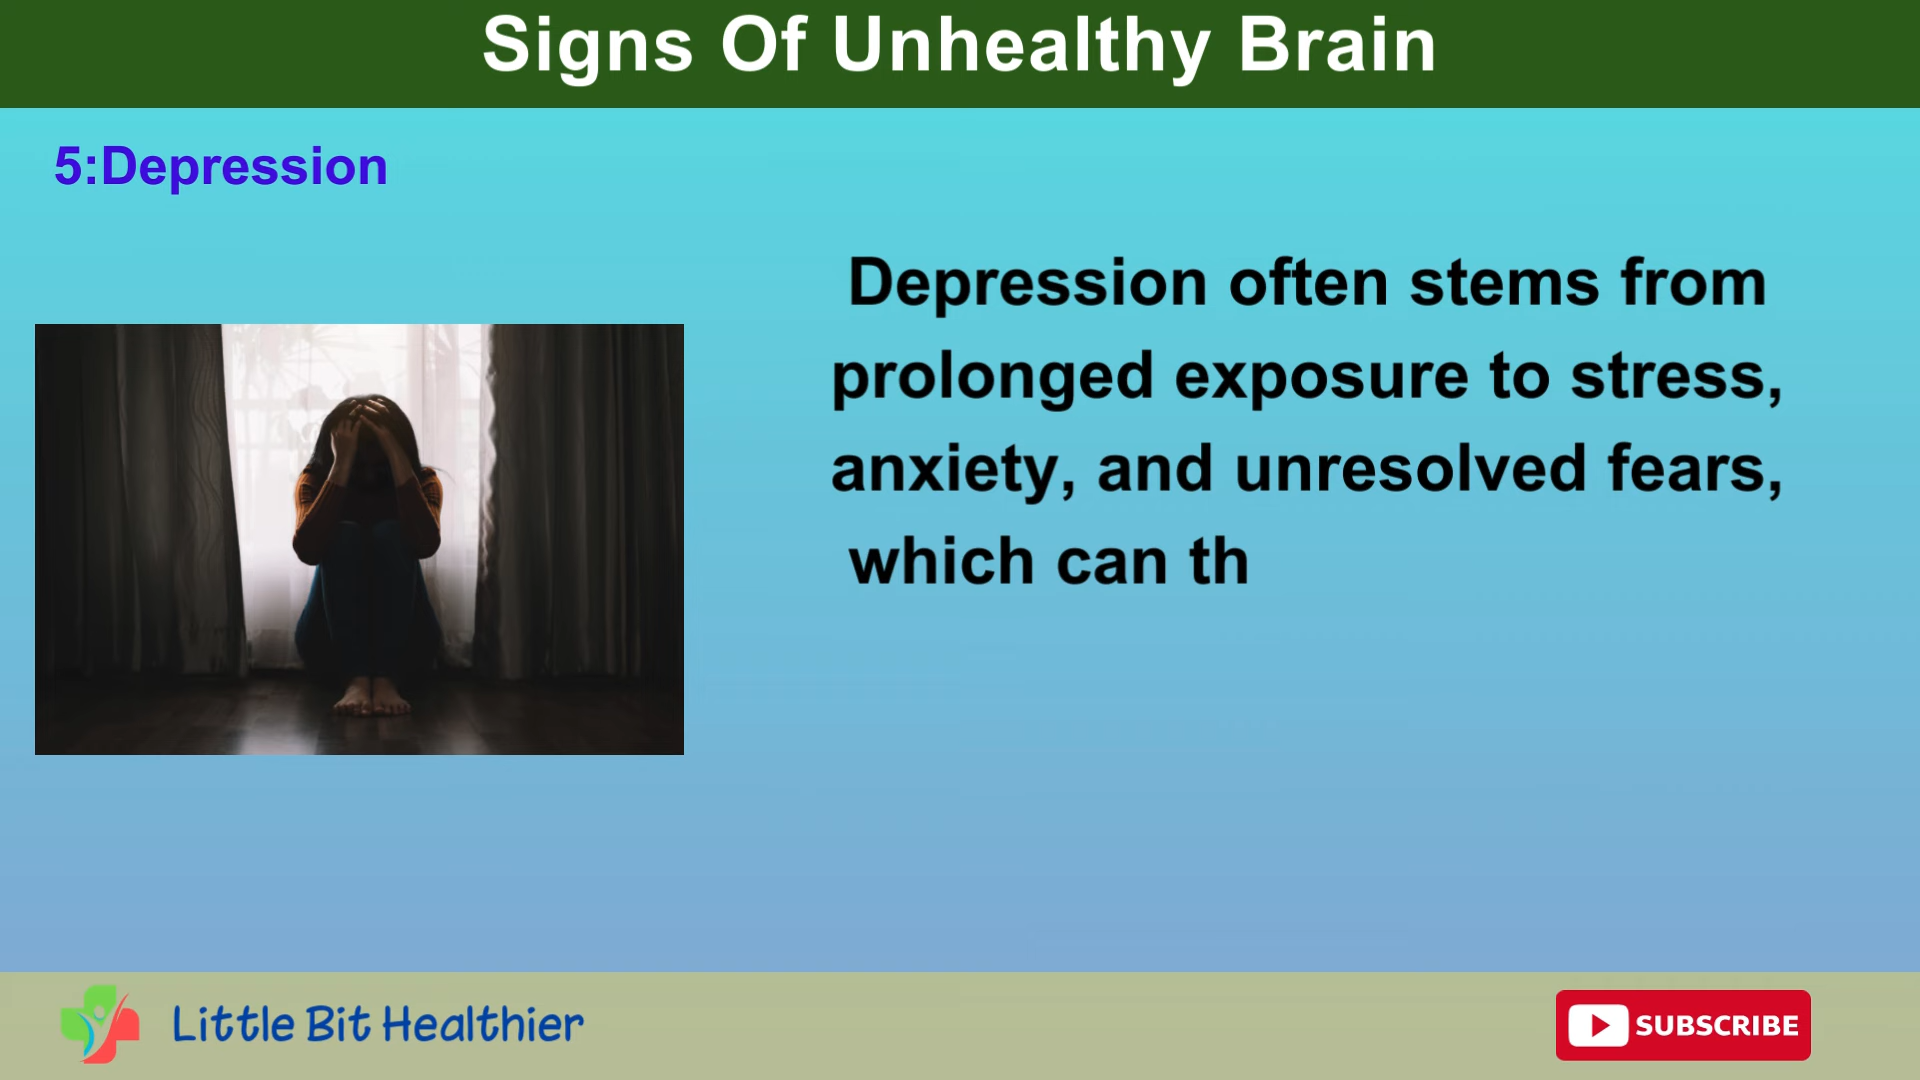 Signs Of Unhealthy Brain
5:Depression
Depression often stems from
prolonged exposure to stress,
anxiety, and unresolved fears,
which can th
Little Bit Healthier
SUBSCRIBE